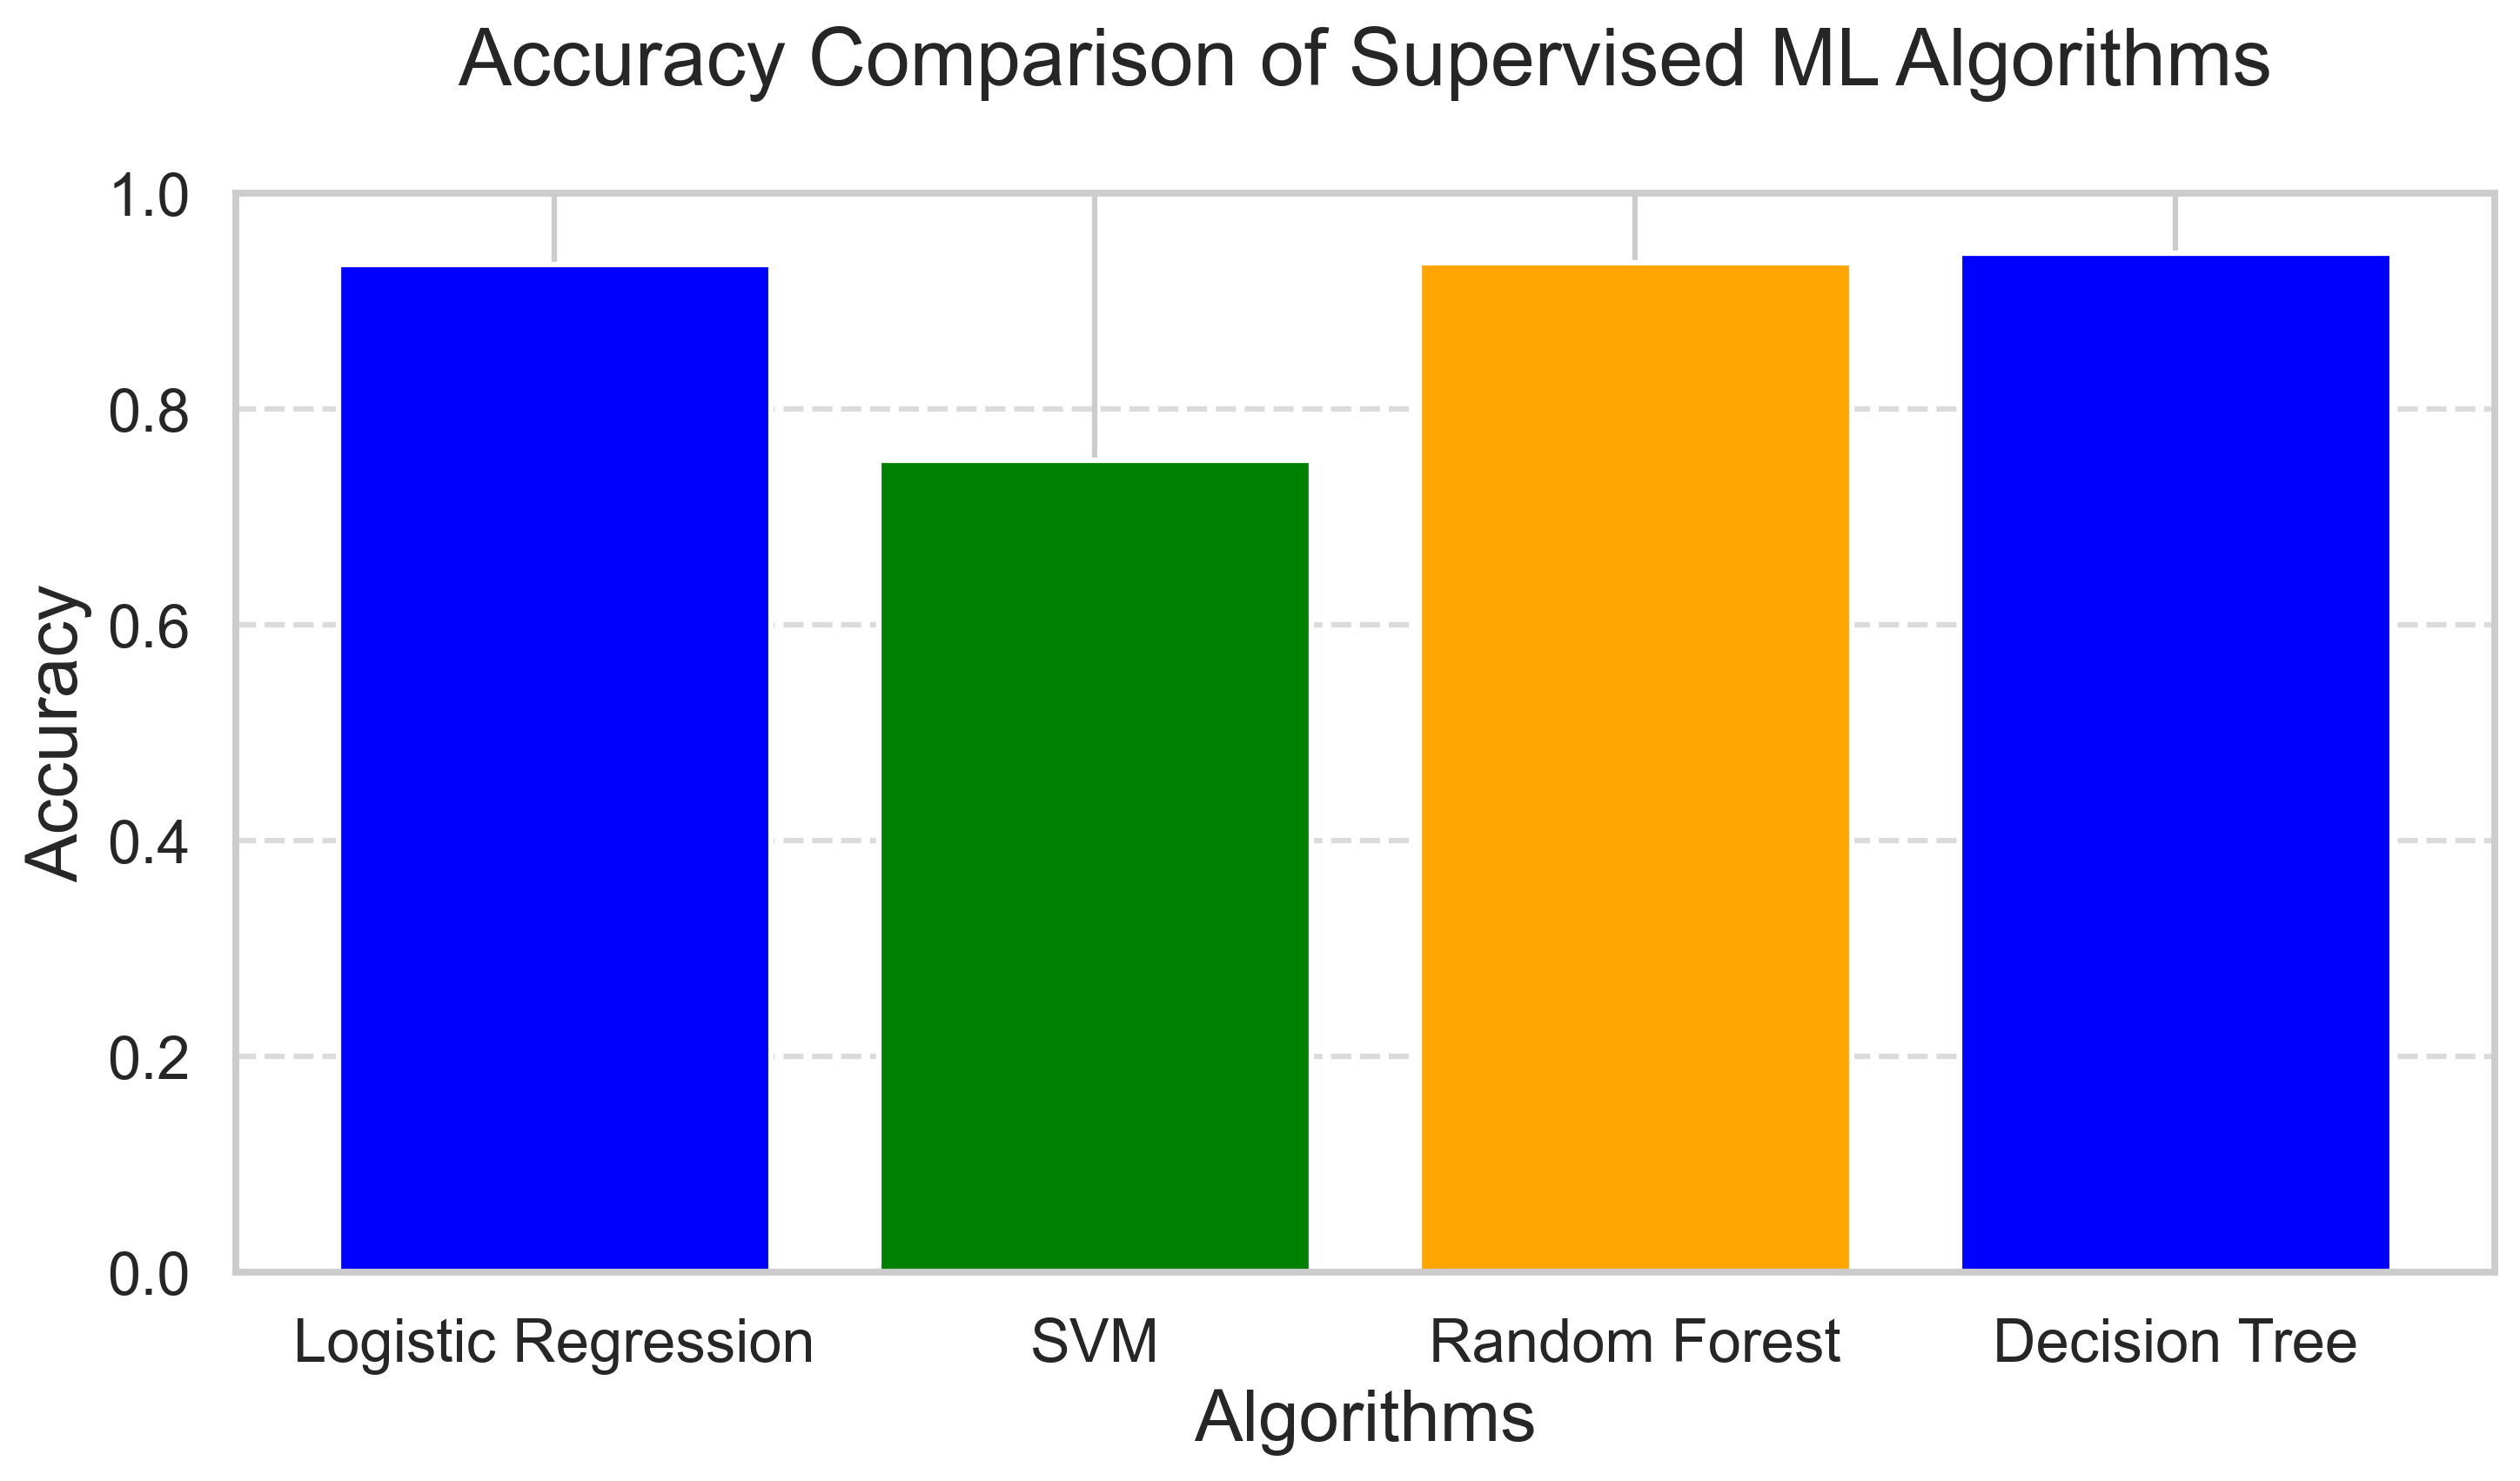 Accuracy Comparison of Supervised ML Algorithms
1.0
0.8
0.6
0.4
0.2
0.0
Accuracy
Logistic Regression SVM Random Forest Decision Tree
Algorithms